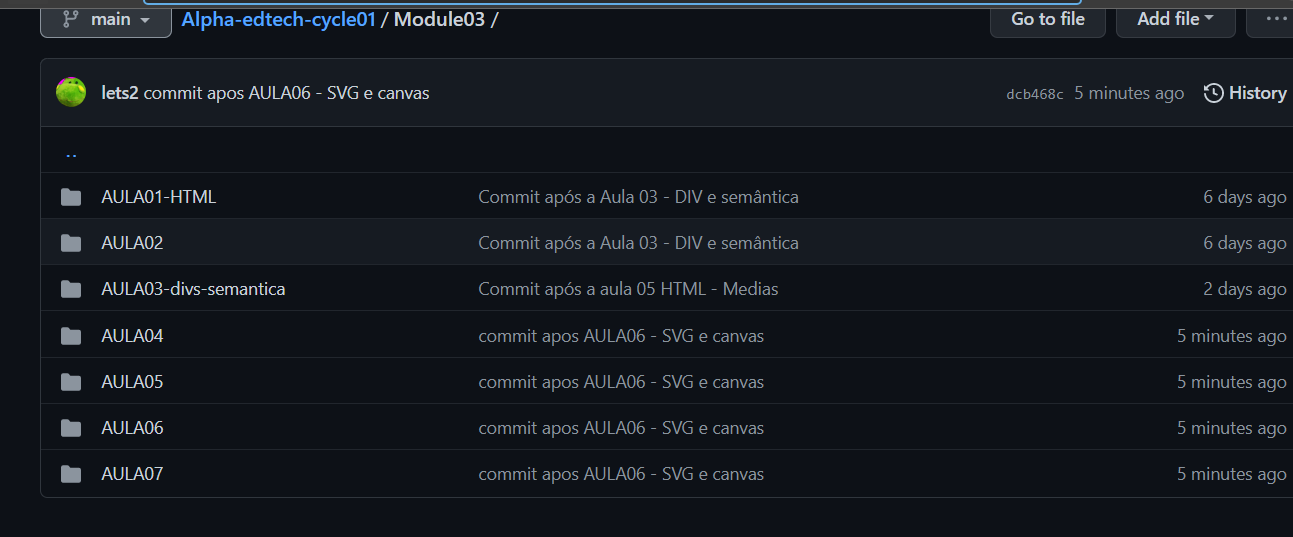 main Alpha-edtech-cycle01 / Module03 / Go to file Add file ...
lets2 commit apos AULA06 - SVG e canvas dcb468c 5 minutes ago History
..
AULA01-HTML Commit após a Aula 03 - DIV e semântica 6 days ago
AULA02 Commit após a Aula 03 - DIV e semântica 6 days ago
AULA03-divs-semantica Commit após a aula 05 HTML - Medias 2 days ago
AULA04 commit apos AULA06 - SVG e canvas 5 minutes ago
AULA05 commit apos AULA06 - SVG e canvas 5 minutes ago
AULA06 commit apos AULA06 - SVG e canvas 5 minutes ago
AULA07 commit apos AULA06 - SVG e canvas 5 minutes ago